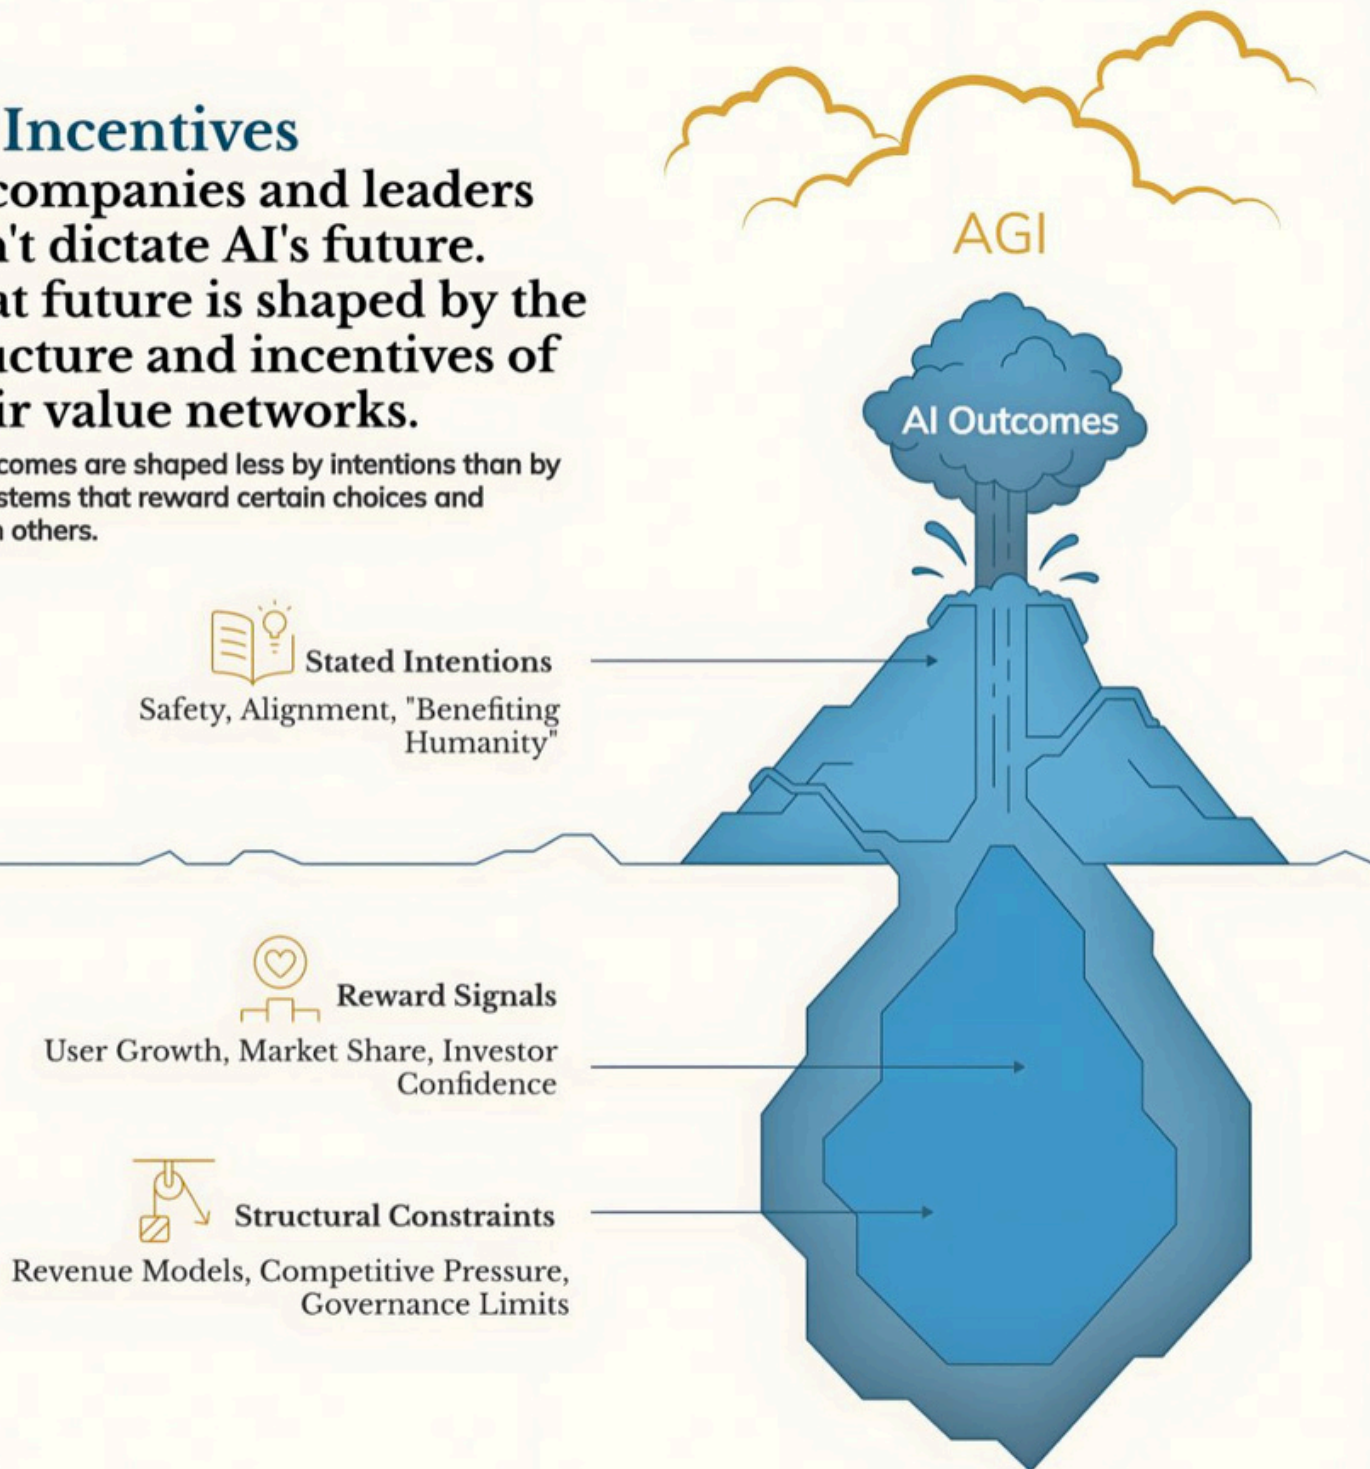 Incentives
companies and leaders
n't dictate AI's future.
at future is shaped by the
ucture and incentives of
ir value networks.
comes are shaped less by intentions than by
stems that reward certain choices and
n others.
AGI
AI Outcomes
Stated Intentions
Safety, Alignment, "Benefiting
Humanity"
Reward Signals
User Growth, Market Share, Investor
Confidence
Structural Constraints
Revenue Models, Competitive Pressure,
Governance Limits